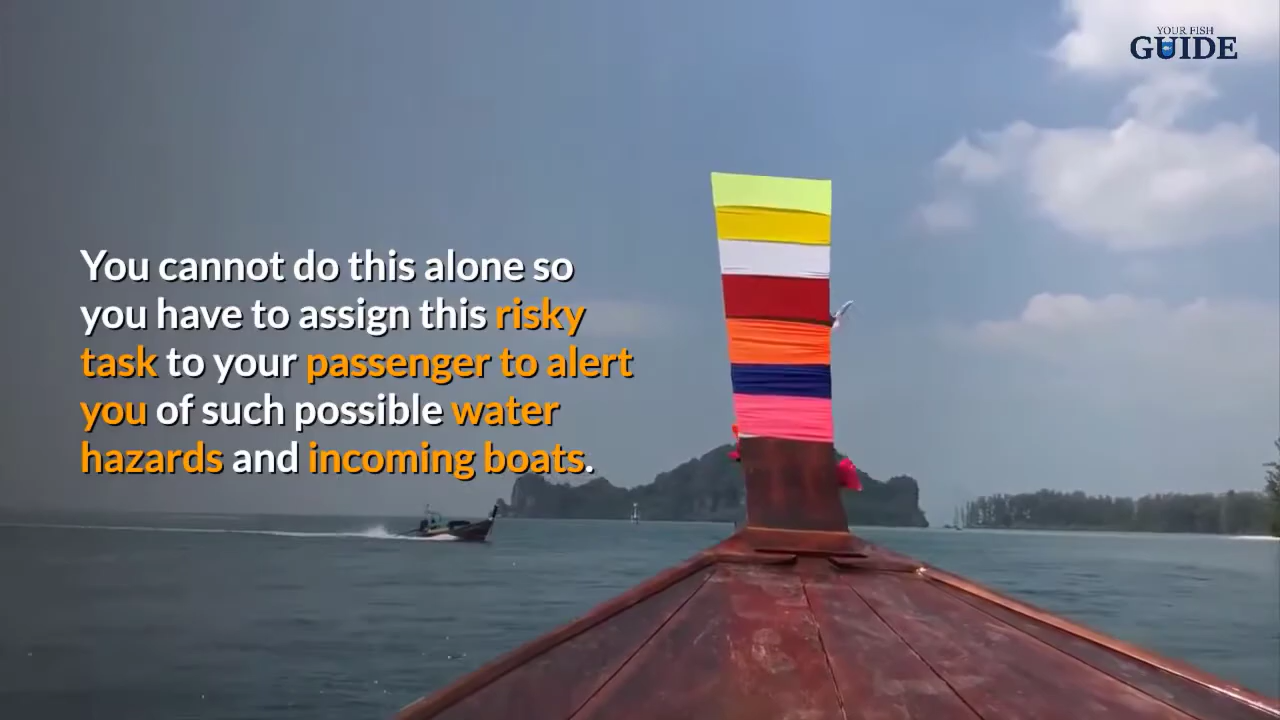 YOUR FISH
GUIDE
You cannot do this alone so
you have to assign this risky
task to your passenger to alert
you of such possible water
hazards and incoming boats.